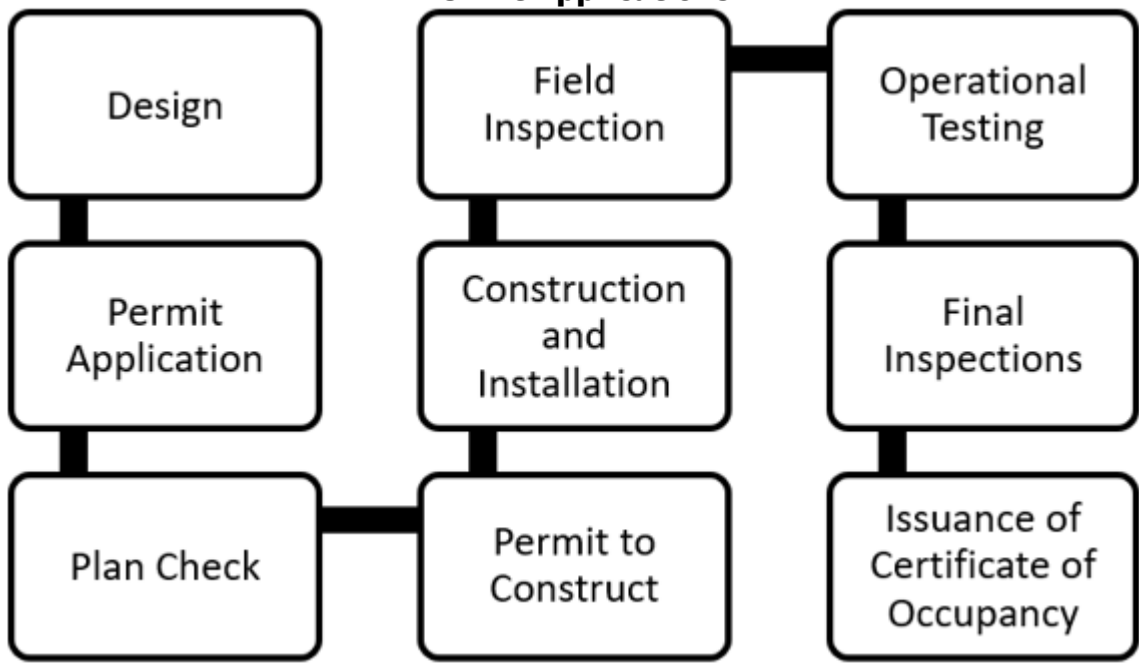 Design
Permit
Application
Plan Check
Permit to
Construct
Construction
and
Installation
Field
Inspection
Operational
Testing
Final
Inspections
Issuance of
Certificate of
Occupancy